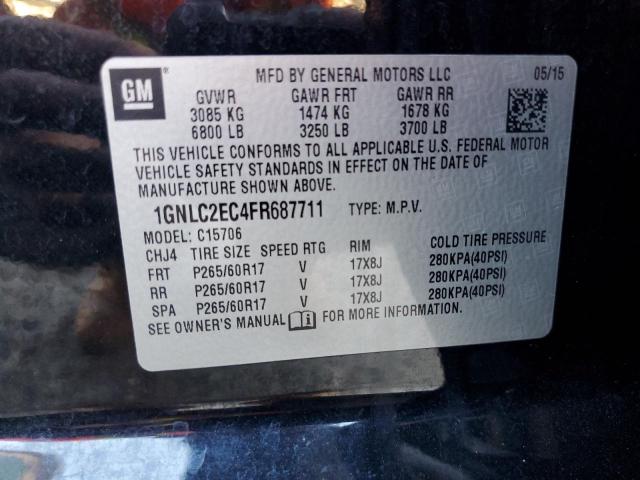 GM ® MFD BY GENERAL MOTORS LLC 05/15
GVWR GAWR FRT GAWR RR
3085 KG 1474 KG 1678 KG
6800 LB 3250 LB 3700 LB
THIS VEHICLE CONFORMS TO ALL APPLICABLE U.S. FEDERAL MOTOR
VEHICLE SAFETY STANDARDS IN EFFECT ON THE DATE OF
MANUFACTURE SHOWN ABOVE.
1GNLC2EC4FR687711 TYPE: M.P.V.
MODEL: C15706
CHJ4 TIRE SIZE SPEED RTG RIM COLD TIRE PRESSURE
FRT P265/60R17 V 17X8J 280KPA(40PSI)
RR P265/60R17 V 17X8J 280KPA(40PSI)
SPA P265/60R17 V 17X8J 280KPA(40PSI)
SEE OWNER'S MANUAL FOR MORE INFORMATION.